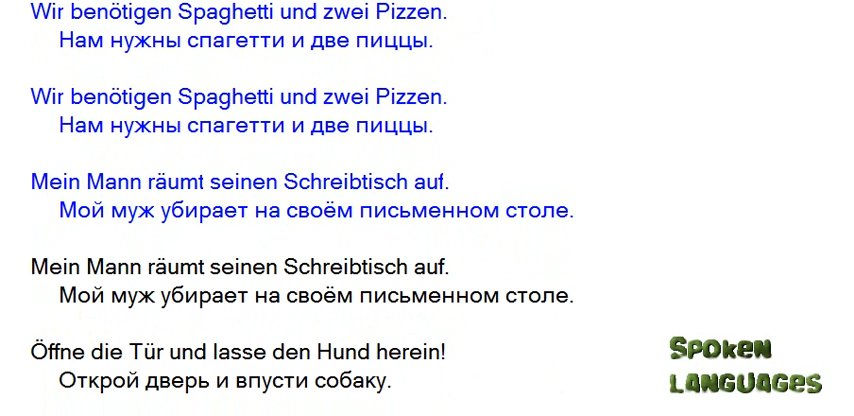 Wir benötigen Spaghetti und zwei Pizzen.
Нам нужны спагетти и две пиццы.
Wir benötigen Spaghetti und zwei Pizzen.
Нам нужны спагетти и две пиццы.
Mein Mann räumt seinen Schreibtisch auf.
Мой муж убирает на своём письменном столе.
Mein Mann räumt seinen Schreibtisch auf.
Мой муж убирает на своём письменном столе.
Öffne die Tür und lasse den Hund herein!
Открой дверь и впусти собаку.
Spoken
Languages